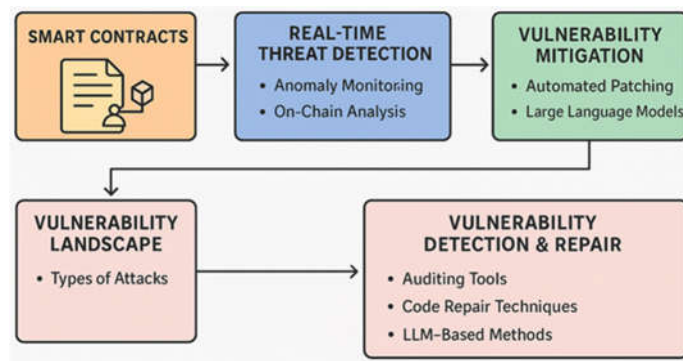 SMART CONTRACTS
REAL-TIME
THREAT DETECTION
• Anomaly Monitoring
• On-Chain Analysis
VULNERABILITY
MITIGATION
• Automated Patching
• Large Language Models
VULNERABILITY
LANDSCAPE
• Types of Attacks
VULNERABILITY
DETECTION & REPAIR
• Auditing Tools
• Code Repair Techniques
• LLM-Based Methods